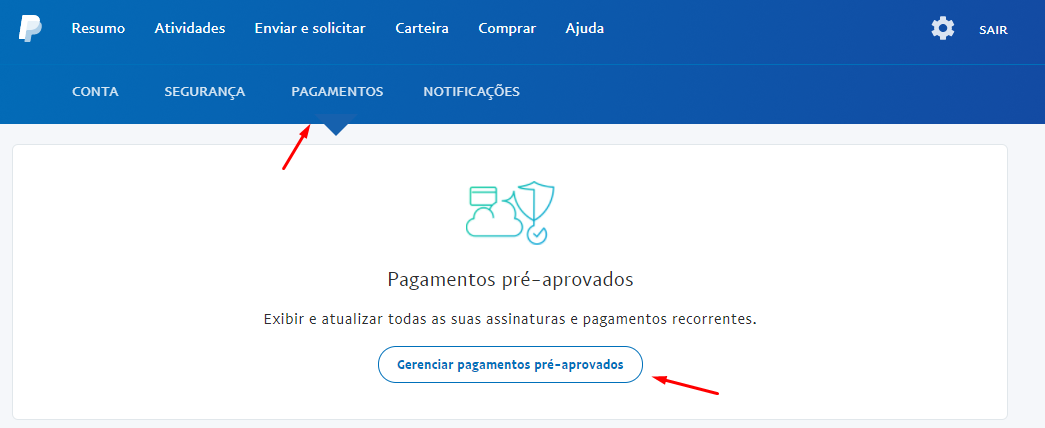 Resumo Atividades Enviar e solicitar Carteira Comprar Ajuda SAIR
CONTA SEGURANÇA PAGAMENTOS NOTIFICAÇÕES
Pagamentos pré-aprovados
Exibir e atualizar todas as suas assinaturas e pagamentos recorrentes.
Gerenciar pagamentos pré-aprovados